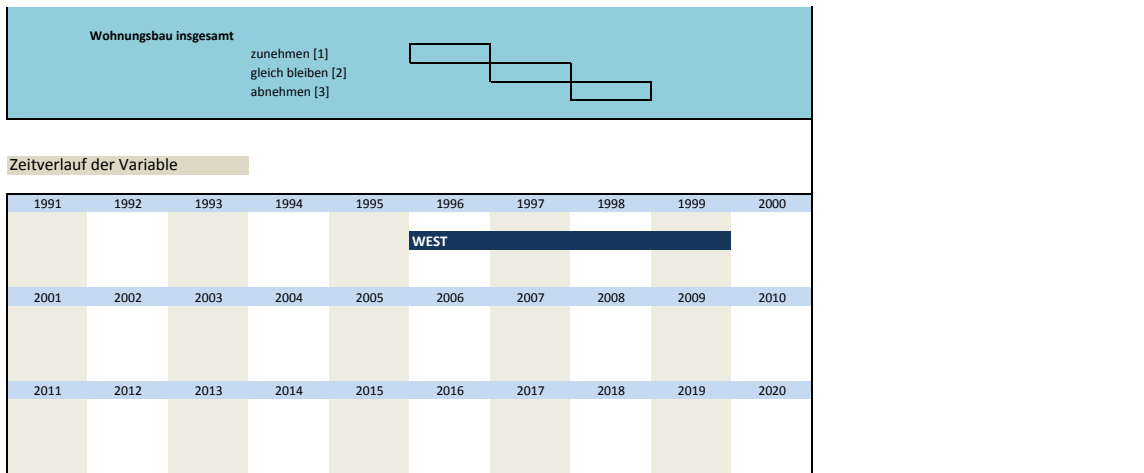 Wohnungsbau insgesamt
zunehmen [1]
gleich bleiben [2]
abnehmen [3]
Zeitverlauf der Variable
1991 1992 1993 1994 1995 1996 1997 1998 1999 2000
WEST
2001 2002 2003 2004 2005 2006 2007 2008 2009 2010
2011 2012 2013 2014 2015 2016 2017 2018 2019 2020